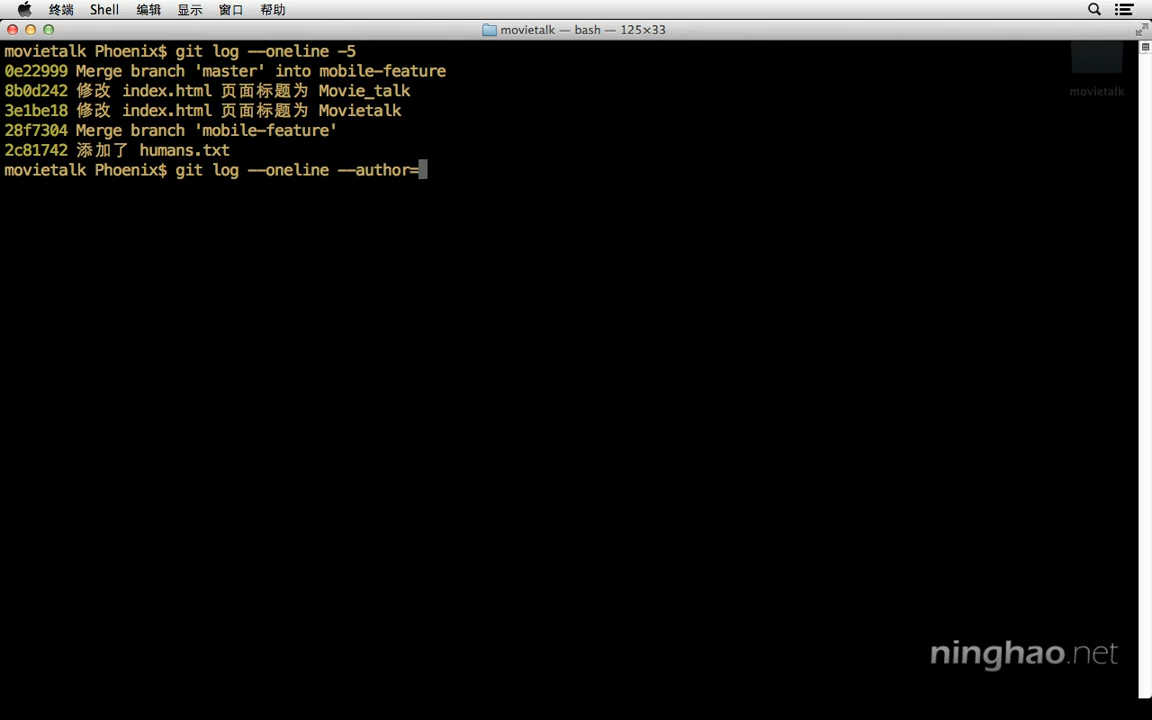 终端 Shell 编辑 显示 窗口 帮助
movietalk — bash — 125×33
movietalk Phoenix$ git log --oneline -5
0e22999 Merge branch 'master' into mobile-feature
8b0d242 修改 index.html 页面标题为 Movie_talk
3e1be18 修改 index.html 页面标题为 Movietalk
28f7304 Merge branch 'mobile-feature'
2c81742 添加了 humans.txt
movietalk Phoenix$ git log --oneline --author=
movietalk
ninghao.net